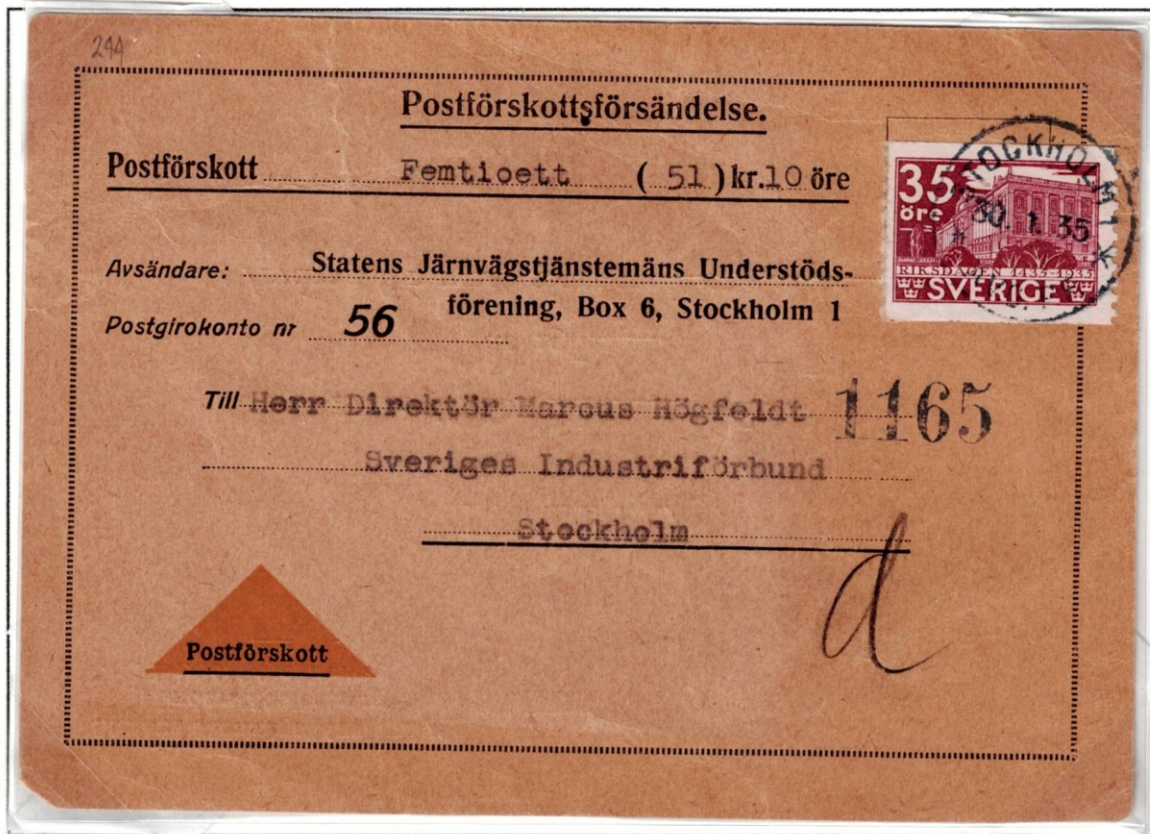 244
Postförskottsförsändelse.
Postförskott Femtioett (51) kr. 10 öre
STOCKHOLM 1
30. 1. 35
35
öre
RIKSDAGEN 1435-1935
SVERIGE
Avsändare: Statens Järnvägstjänstemäns Understöds-
förening, Box 6, Stockholm 1
Postgirokonto nr 56
Till Herr Direktör Marcus Högfeldt 1165
Sveriges Industriförbund
Stockholm
d
Postförskott